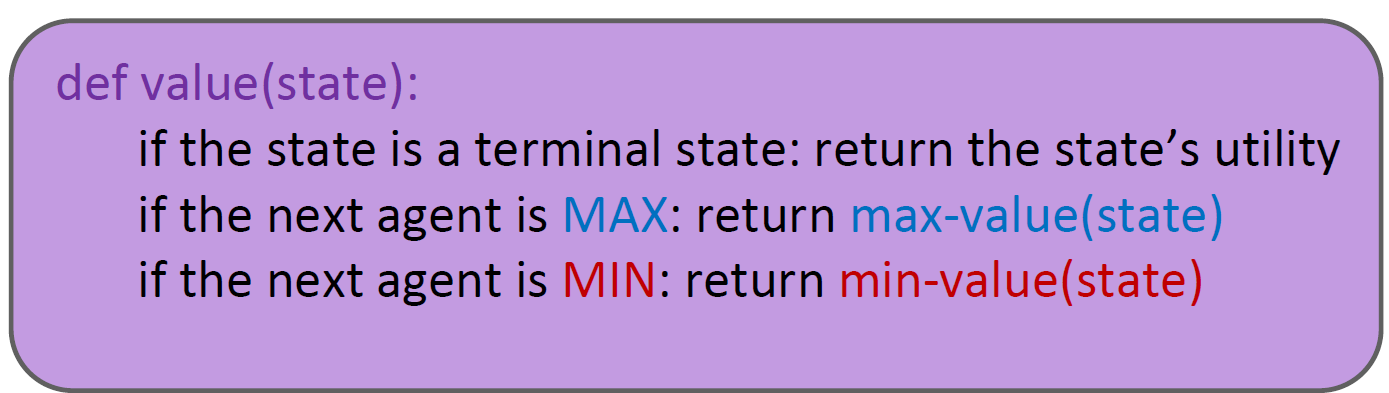 def value(state):
if the state is a terminal state: return the state’s utility
if the next agent is MAX: return max-value(state)
if the next agent is MIN: return min-value(state)